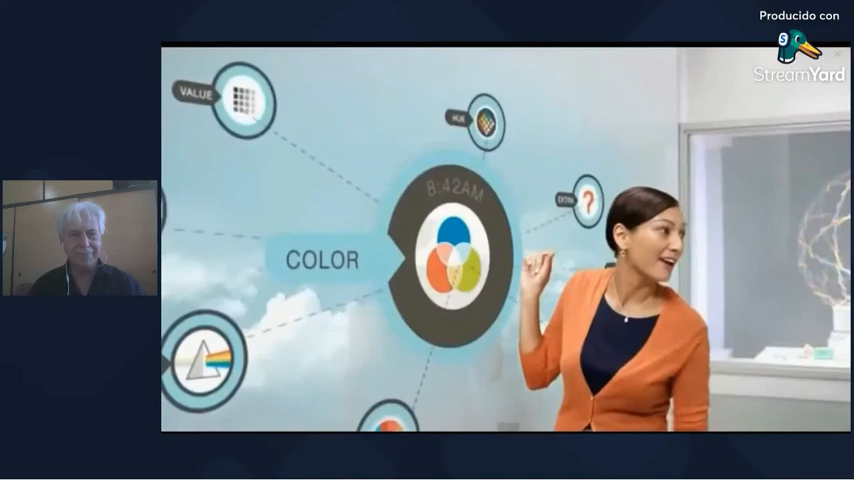 Producido con
StreamYard
VALUE
HUE
8:42AM
EXTRA
?
COLOR